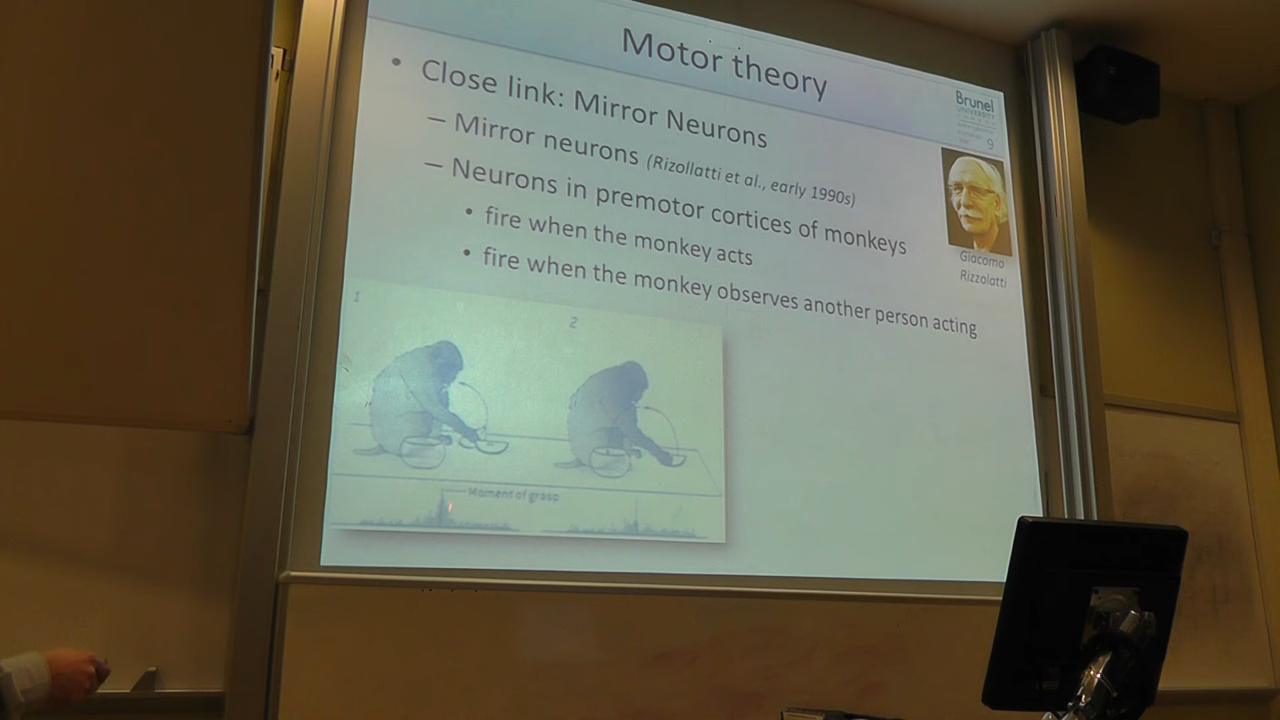 Motor theory
• Close link: Mirror Neurons
– Mirror neurons (Rizollatti et al., early 1990s)
– Neurons in premotor cortices of monkeys
• fire when the monkey acts
• fire when the monkey observes another person acting
Brunel
UNIVERSITY
9
Giacomo
Rizzolatti
1
2
Moment of grasp